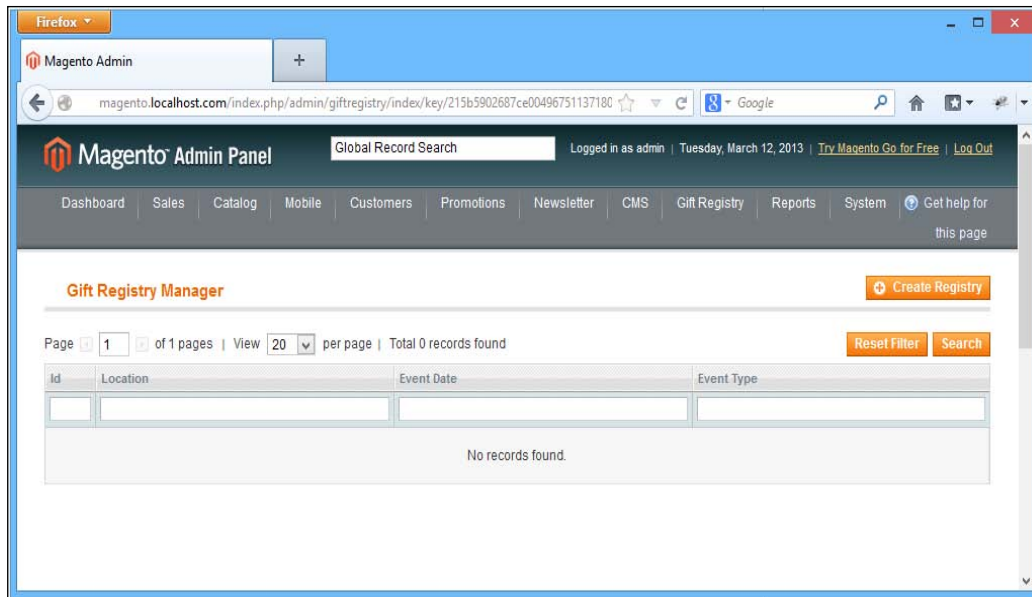 Firefox
Magento Admin
magento.localhost.com/index.php/admin/giftregistry/index/key/215b5902687ce00496751137180
Google
Magento Admin Panel
Global Record Search
Logged in as admin | Tuesday, March 12, 2013 | Try Magento Go for Free | Log Out
Dashboard Sales Catalog Mobile Customers Promotions Newsletter CMS Gift Registry Reports System Get help for
this page
Gift Registry Manager
Create Registry
Page 1 of 1 pages | View 20 per page | Total 0 records found
Reset Filter Search
Id Location Event Date Event Type
No records found.